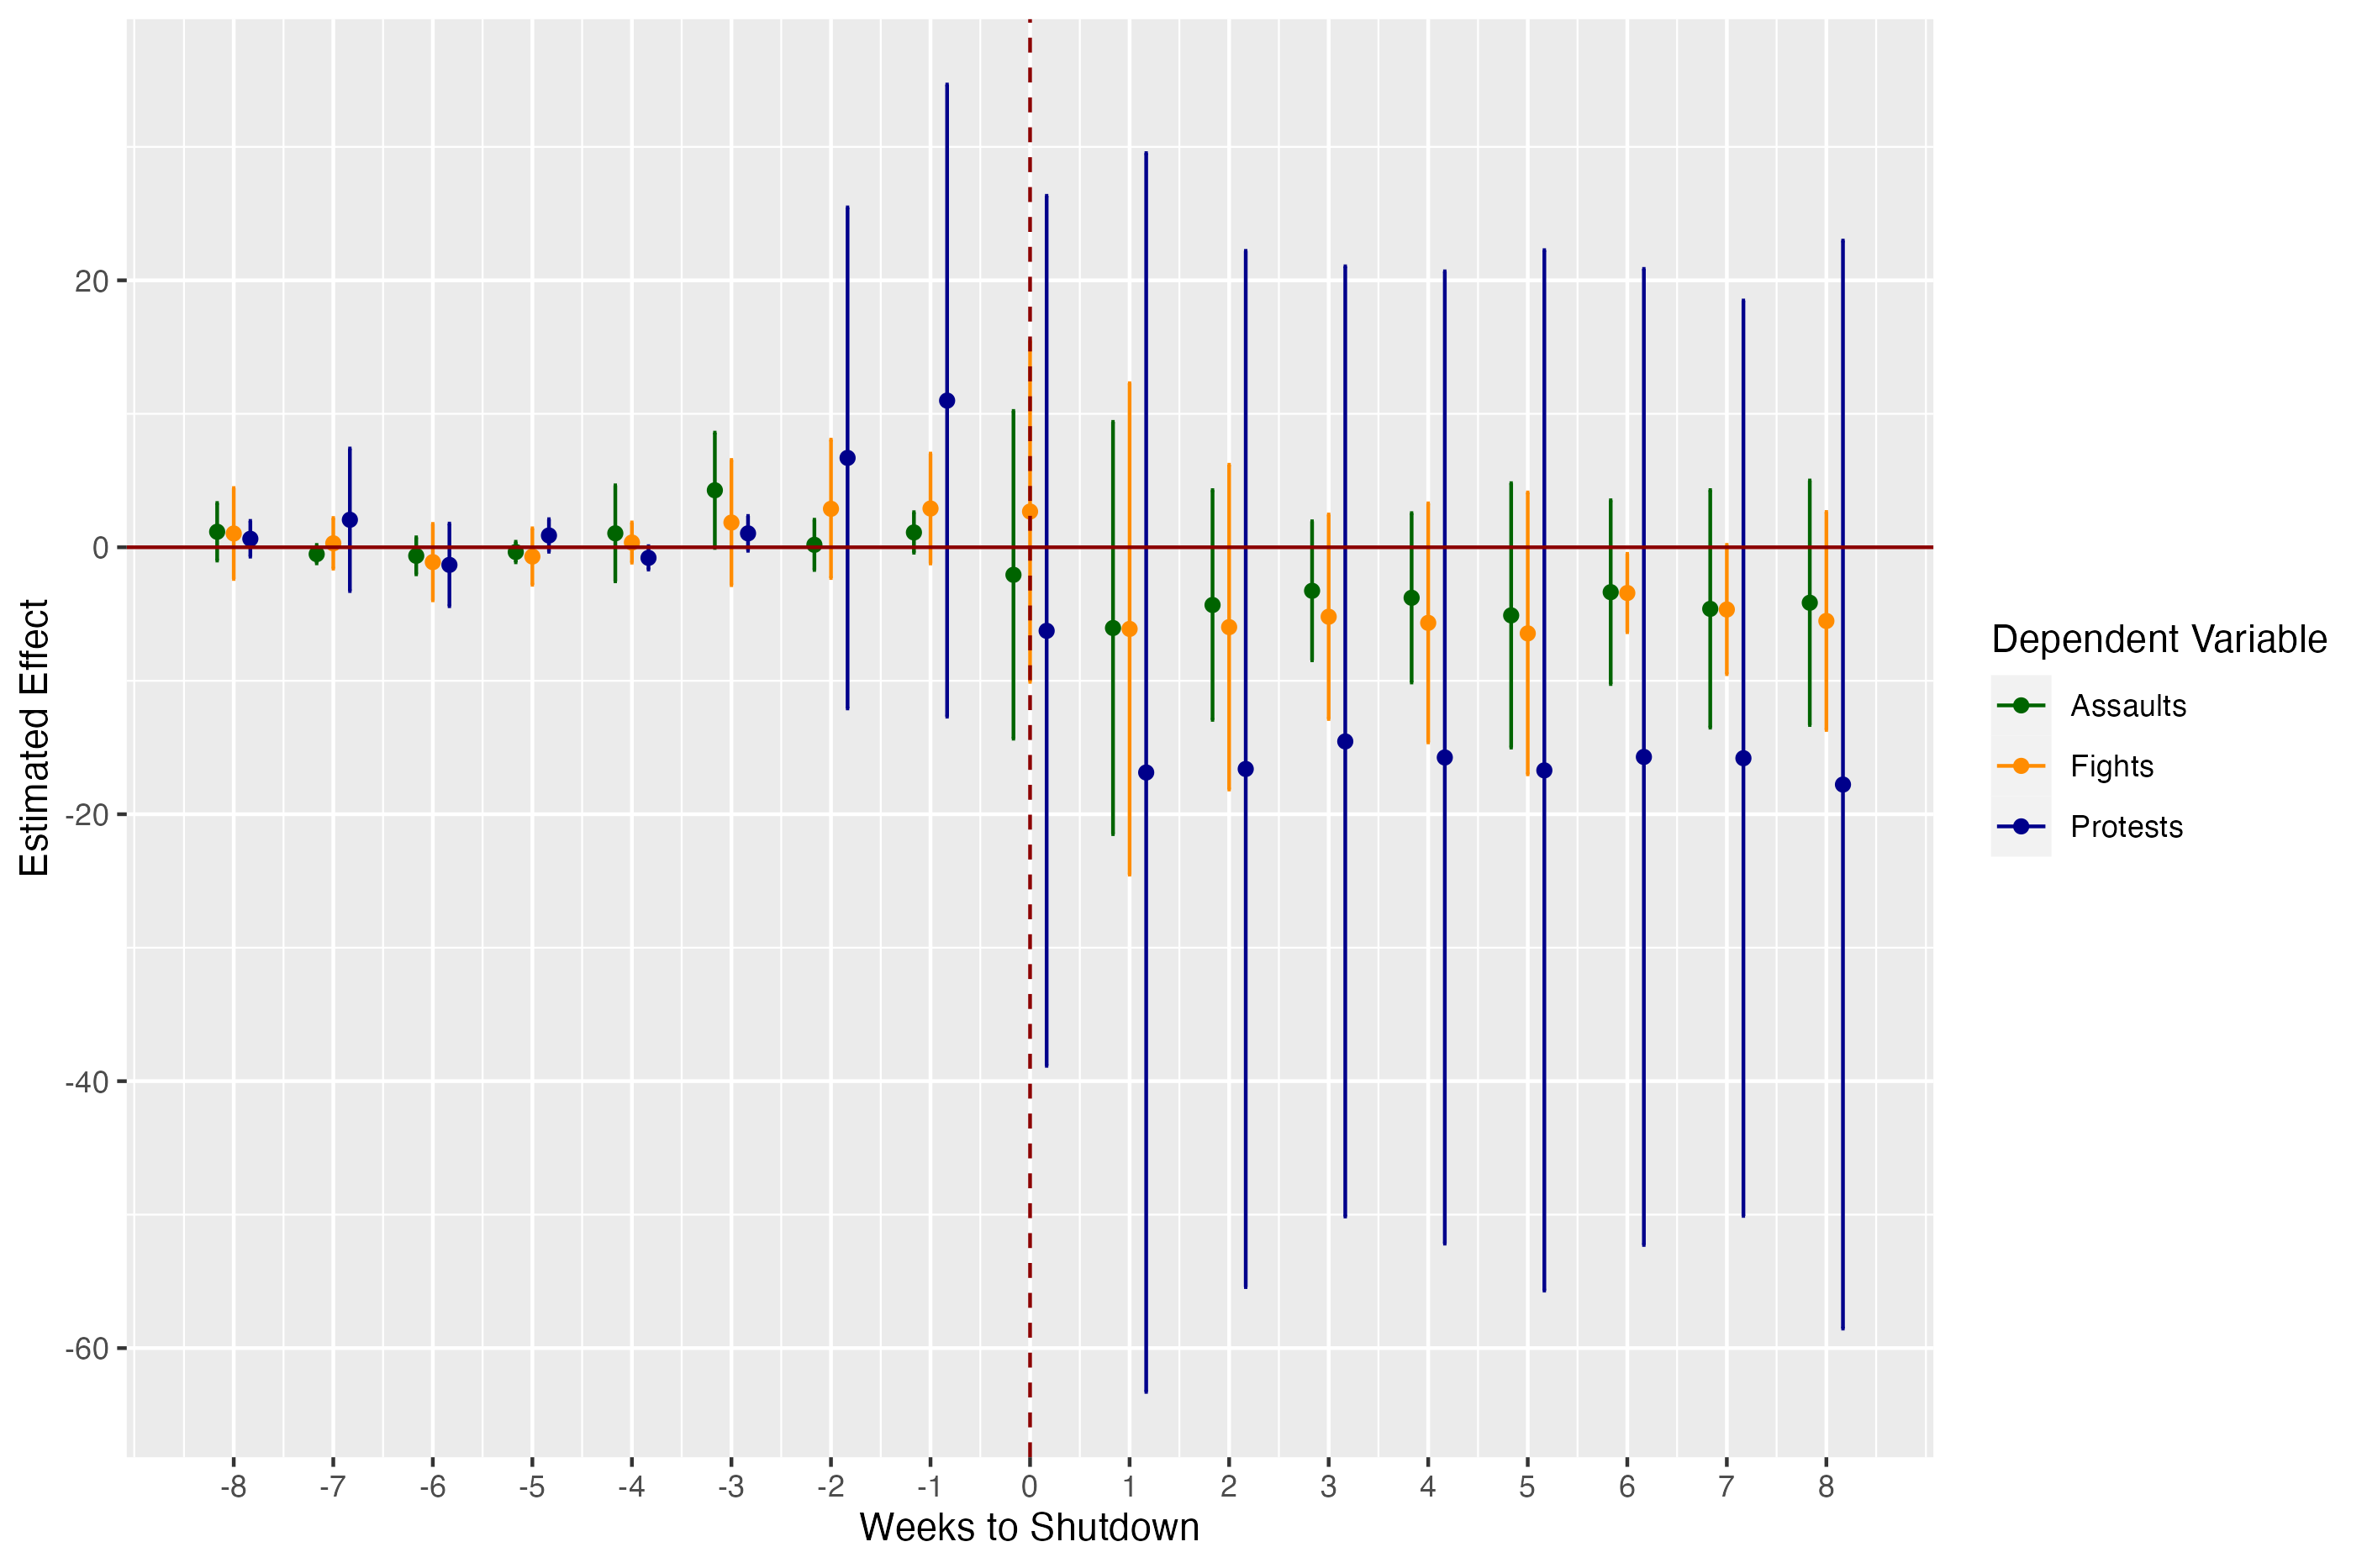 Estimated Effect
20
0
-20
-40
-60
-8 -7 -6 -5 -4 -3 -2 -1 0 1 2 3 4 5 6 7 8
Weeks to Shutdown
Dependent Variable
Assaults
Fights
Protests